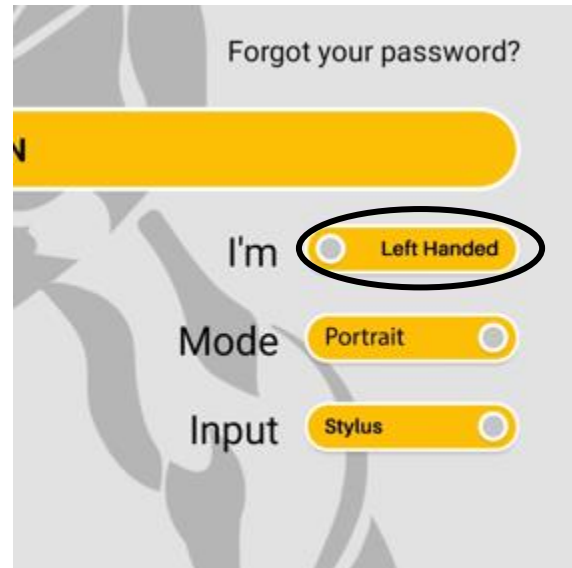 Forgot your password?
N
I'm Left Handed
Mode Portrait
Input Stylus